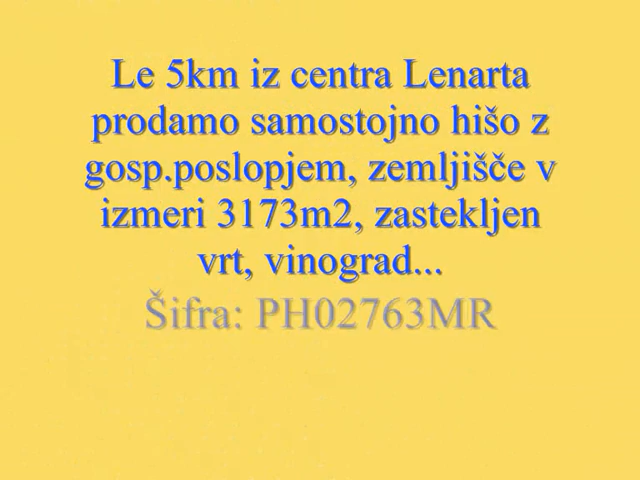 Le 5km iz centra Lenarta
prodamo samostojno hišo z
gosp.poslopjem, zemljišče v
izmeri 3173m2, zastekljen
vrt, vinograd...
Šifra: PH02763MR